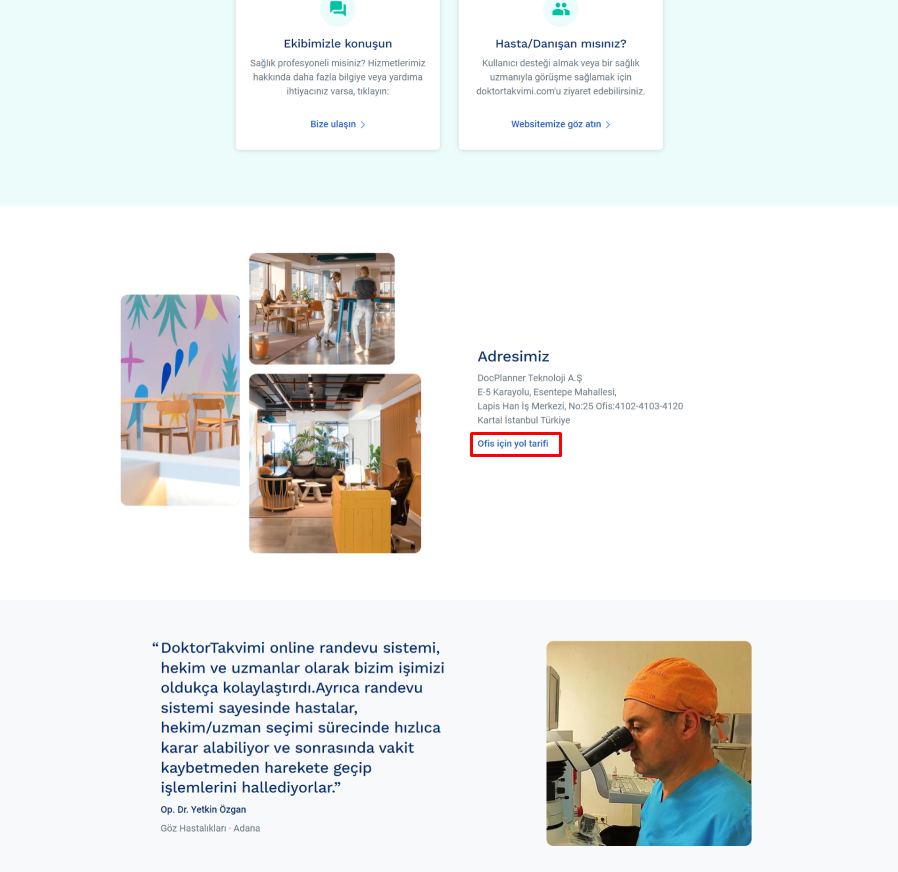 Ekibimizle konuşun
Sağlık profesyoneli misiniz? Hizmetlerimiz
hakkında daha fazla bilgiye veya yardıma
ihtiyacınız varsa, tıklayın:
Bize ulaşın
Hasta/Danışan mısınız?
Kullanıcı desteği almak veya bir sağlık
uzmanıyla görüşme sağlamak için
doktortakvimi.com'u ziyaret edebilirsiniz.
Websitemize göz atın
Adresimiz
DocPlanner Teknoloji A.Ş
E-5 Karayolu, Esentepe Mahallesi,
Lapis Han İş Merkezi, No:25 Ofis:4102-4103-4120
Kartal İstanbul Türkiye
Ofis için yol tarifi
“DoktorTakvimi online randevu sistemi,
hekim ve uzmanlar olarak bizim işimizi
oldukça kolaylaştırdı.Ayrıca randevu
sistemi sayesinde hastalar,
hekim/uzman seçimi sürecinde hızlıca
karar alabiliyor ve sonrasında vakit
kaybetmeden harekete geçip
işlemlerini hallediyorlar.”
Op. Dr. Yetkin Özgan
Göz Hastalıkları · Adana